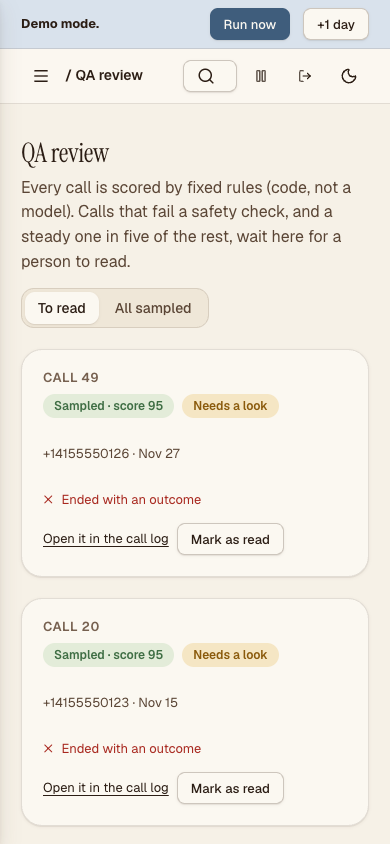 Demo mode.
Run now
+1 day
/ QA review
QA review
Every call is scored by fixed rules (code, not a
model). Calls that fail a safety check, and a
steady one in five of the rest, wait here for a
person to read.
To read
All sampled
CALL 49
Sampled · score 95
Needs a look
+14155550126 · Nov 27
Ended with an outcome
Open it in the call log
Mark as read
CALL 20
Sampled · score 95
Needs a look
+14155550123 · Nov 15
Ended with an outcome
Open it in the call log
Mark as read